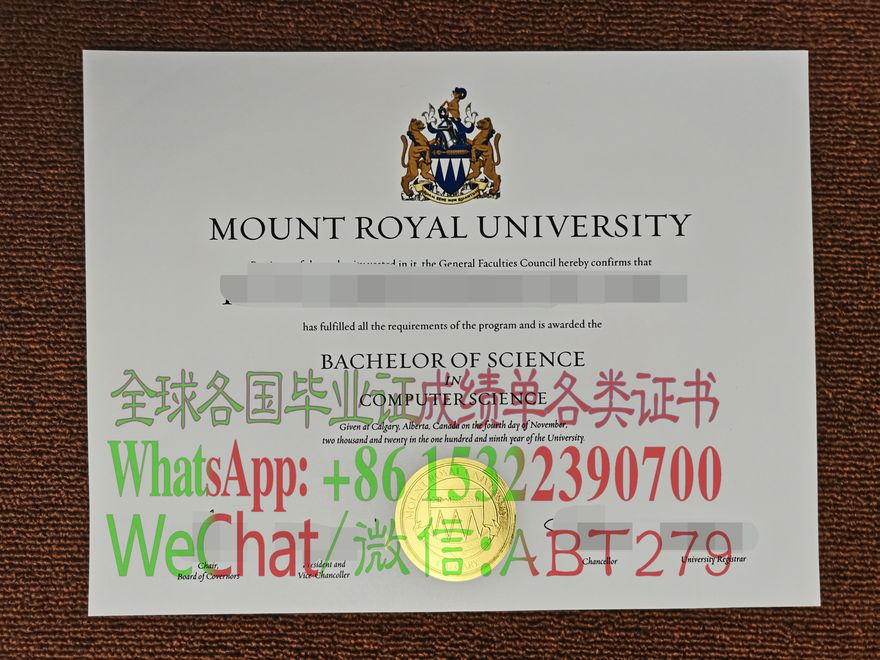 MOUNT ROYAL UNIVERSITY
in it, the General Faculties Council hereby confirms that
has fulfilled all the requirements of the program and is awarded the
BACHELOR OF SCIENCE
IN
COMPUTER SCIENCE
全球各国毕业证成绩单各类证书
Given at Calgary, Alberta, Canada on the fourth day of November,
two thousand and twenty in the one hundred and ninth year of the University.
WhatsApp: +86 15322390700
WeChat/微信:ABT279
Chair,
Board of Governors
and
Vice-Chancellor
Chancellor
University Registrar